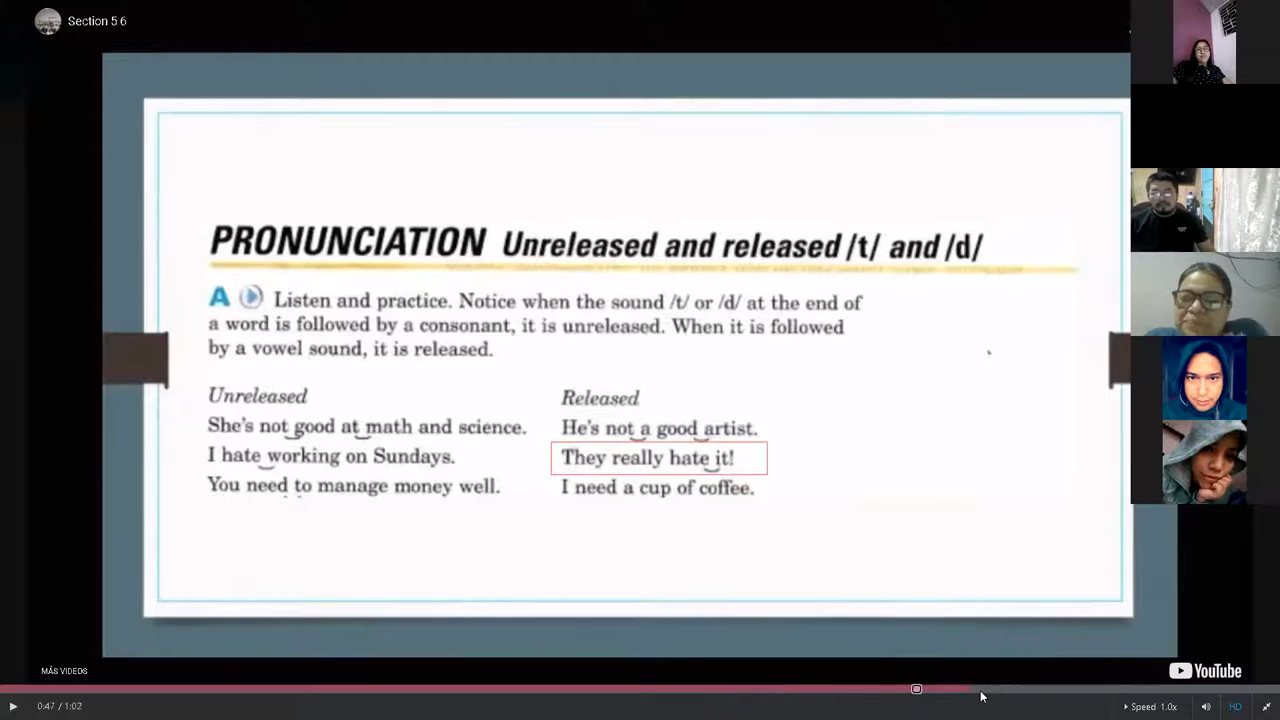 Section 5 6
PRONUNCIATION Unreleased and released /t/ and /d/
A Listen and practice. Notice when the sound /t/ or /d/ at the end of
a word is followed by a consonant, it is unreleased. When it is followed
by a vowel sound, it is released.
Unreleased
She's not good at math and science.
I hate working on Sundays.
You need to manage money well.
Released
He's not a good artist.
They really hate it!
I need a cup of coffee.
MÁS VIDEOS
YouTube
0:47 / 1:02
Speed 1.0x
HD